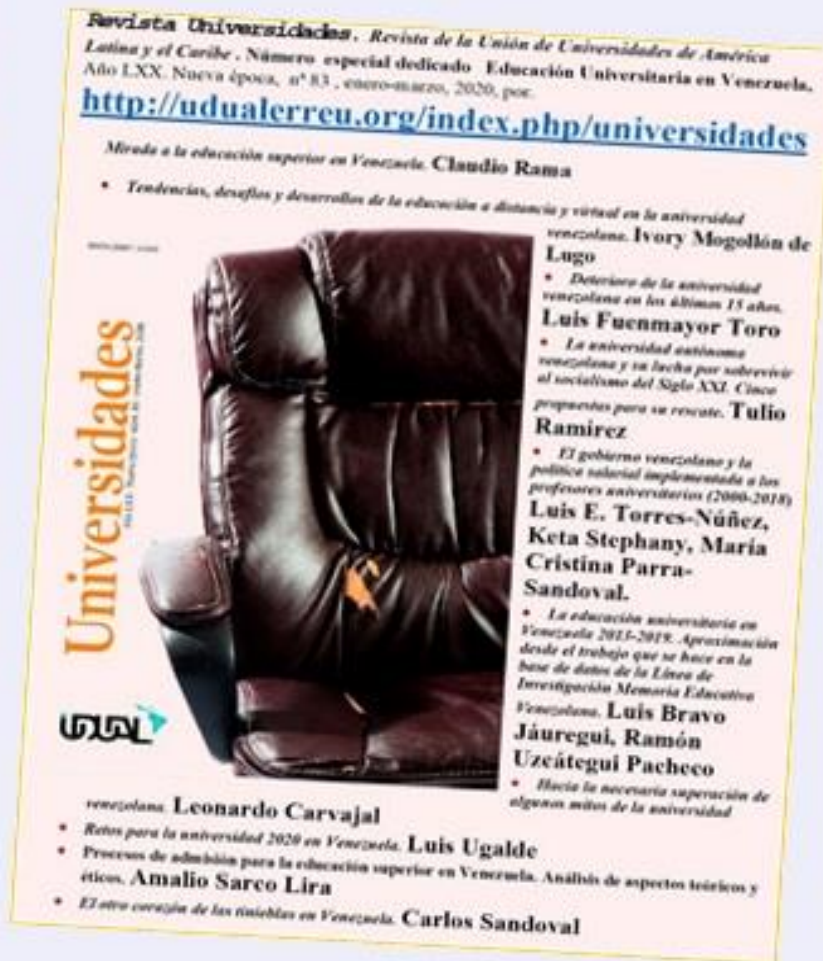 Revista Universidades. Revista de la Unión de Universidades de América
Latina y el Caribe . Número especial dedicado Educación Universitaria en Venezuela.
Año LXX. Nueva época, nº 83 , enero-marzo, 2020, por.
http://udualerreu.org/index.php/universidades
Mirada a la educación superior en Venezuela. Claudio Rama
• Tendencias, desafíos y desarrollos de la educación a distancia y virtual en la universidad
venezolana. Ivory Mogollón de
Lugo
• Deterioro de la universidad
venezolana en los últimos 15 años.
Luis Fuenmayor Toro
• La universidad autónoma
venezolana y su lucha por sobrevivir
al socialismo del Siglo XXI. Cinco
propuestas para su rescate. Tulio
Ramirez
• El gobierno venezolano y la
política salarial implementada a los
profesores universitarios (2000-2018)
Luis E. Torres-Núñez,
Keta Stephany, María
Cristina Parra-
Sandoval.
• La educación universitaria en
Venezuela 2013-2019. Aproximación
desde el trabajo que se hace en la
base de datos de la Línea de
Investigación Memoria Educativa
Venezolana. Luis Bravo
Jáuregui, Ramón
Uzcátegui Pacheco
• Hacia la necesaria superación de
algunos mitos de la universidad
Universidades
UDUAL
venezolana. Leonardo Carvajal
• Retos para la universidad 2020 en Venezuela. Luis Ugalde
• Procesos de admisión para la educación superior en Venezuela. Análisis de aspectos teóricos y
éticos. Amalio Sarco Lira
• El otro corazón de las tinieblas en Venezuela. Carlos Sandoval